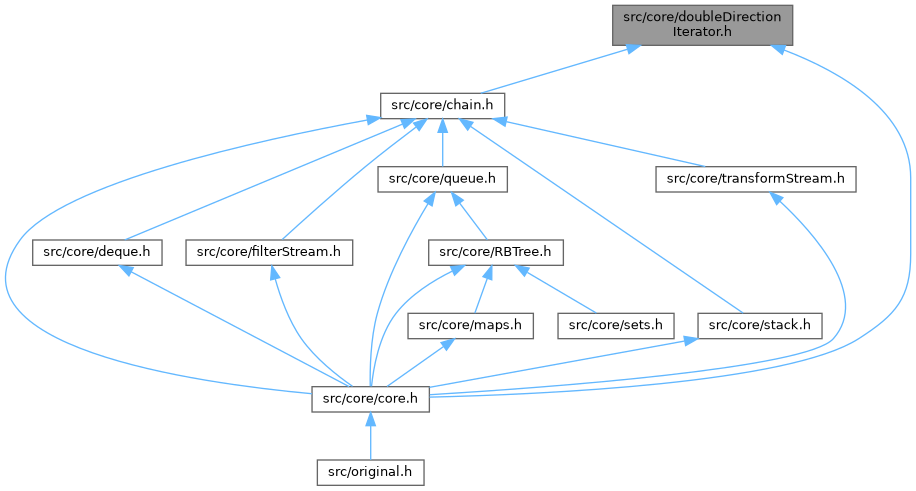 src/core/doubleDirection
Iterator.h
src/core/chain.h
src/core/queue.h
src/core/transformStream.h
src/core/deque.h
src/core/filterStream.h
src/core/RBTree.h
src/core/maps.h
src/core/sets.h
src/core/stack.h
src/core/core.h
src/original.h